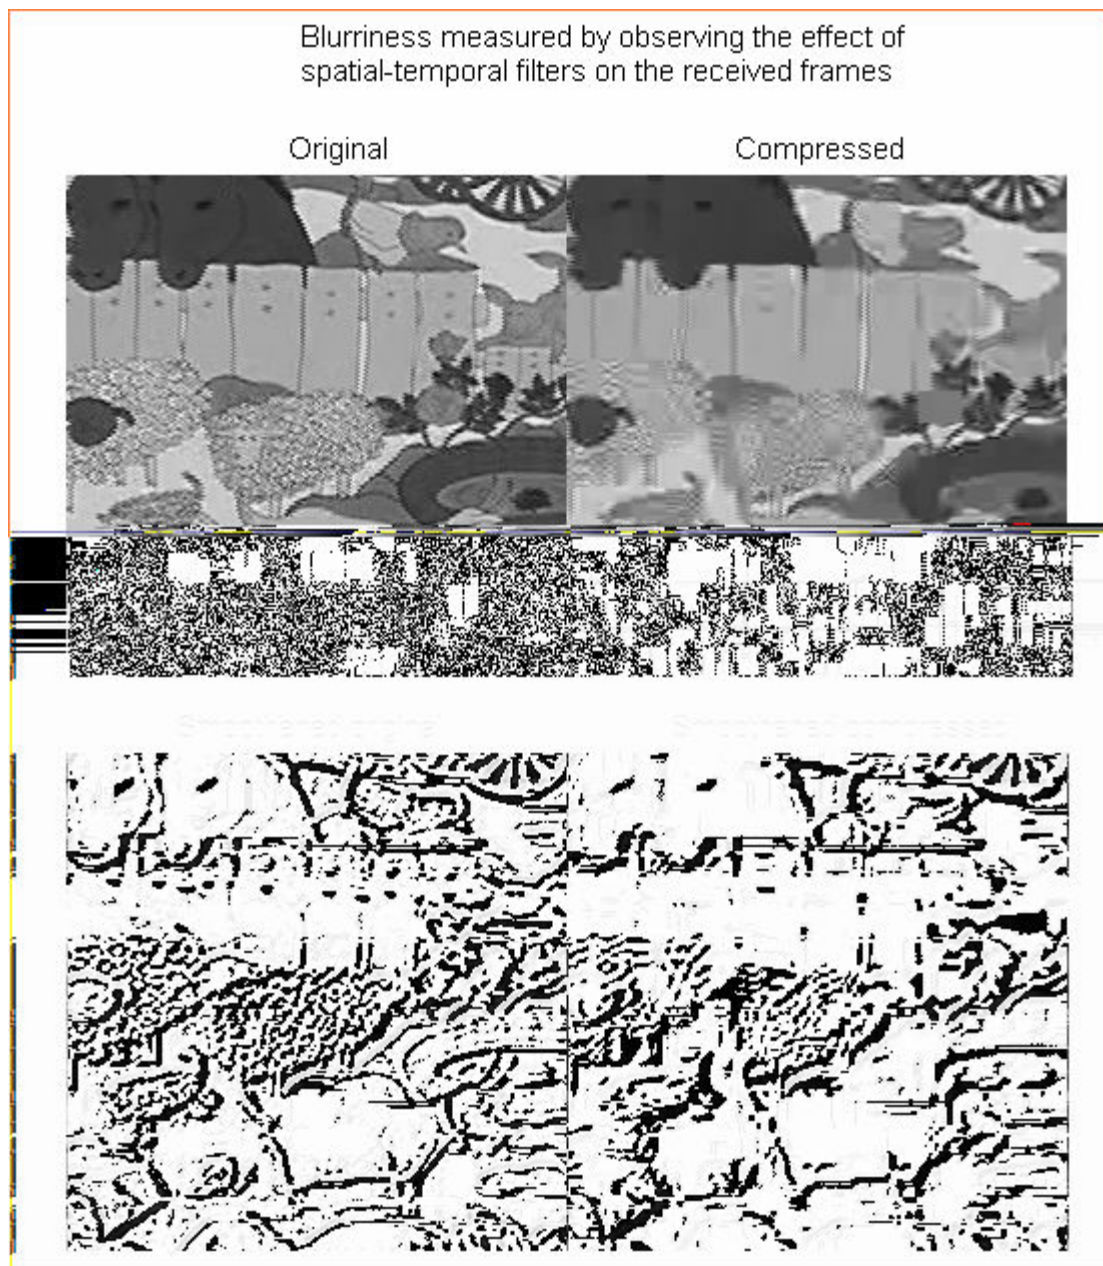 Blurriness measured by observing the effect of
spatial-temporal filters on the received frames
Original
Compressed